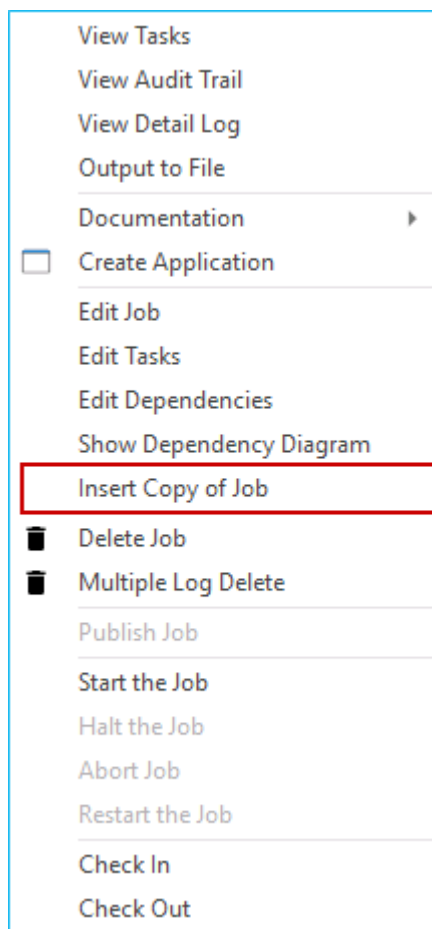 View Tasks
View Audit Trail
View Detail Log
Output to File
Documentation
Create Application
Edit Job
Edit Tasks
Edit Dependencies
Show Dependency Diagram
Insert Copy of Job
Delete Job
Multiple Log Delete
Publish Job
Start the Job
Halt the Job
Abort Job
Restart the Job
Check In
Check Out